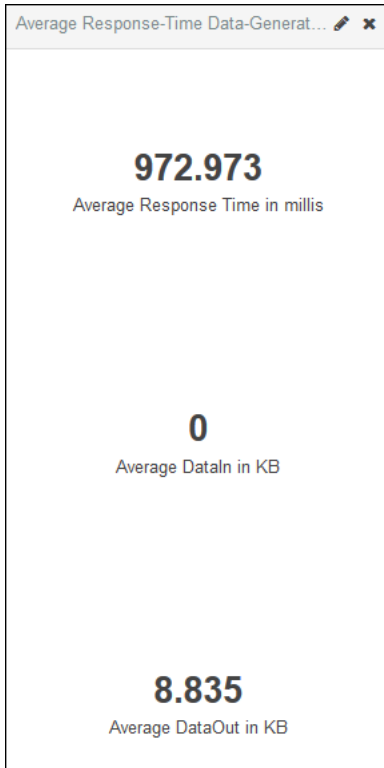 Average Response-Time Data-Generat...
972.973
Average Response Time in millis
0
Average DataIn in KB
8.835
Average DataOut in KB